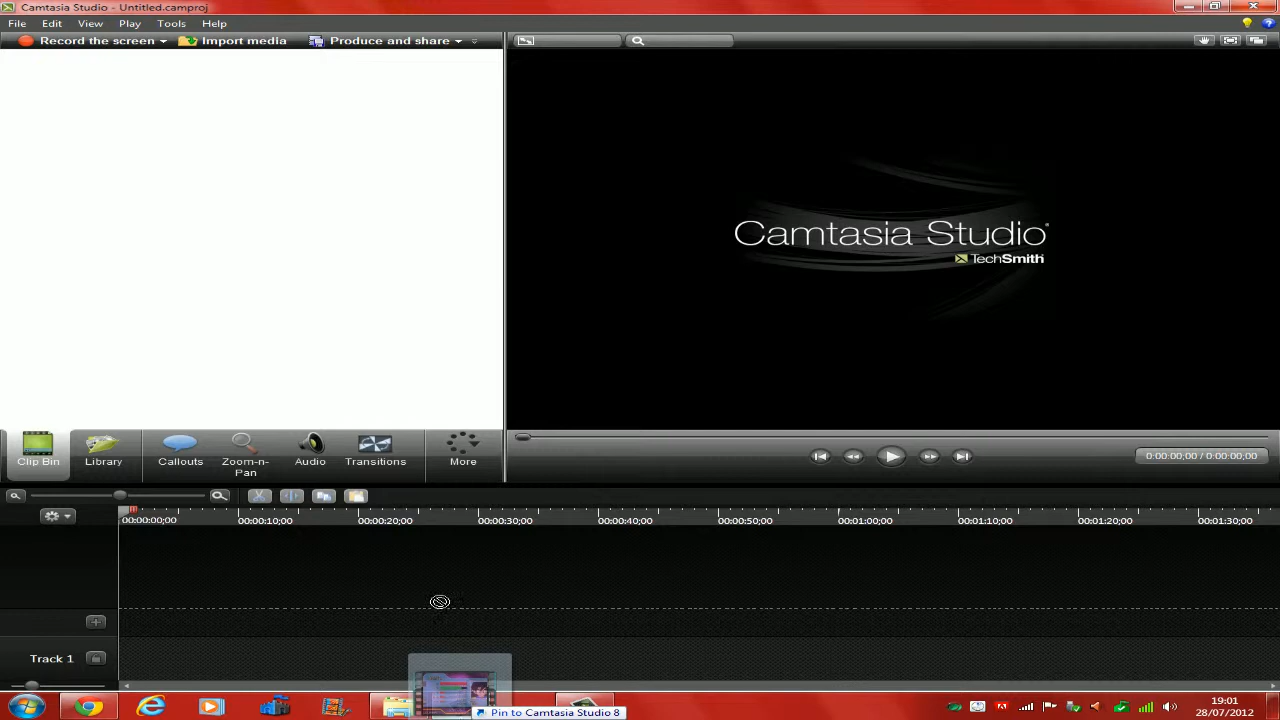 Camtasia Studio - Untitled.camproj
File Edit View Play Tools Help
Record the screen Import media Produce and share
Camtasia Studio®
TechSmith
Clip Bin Library Callouts Zoom-n-Pan Audio Transitions More
0:00:00;00 / 0:00:00;00
00:00:00;00 00:00:10;00 00:00:20;00 00:00:30;00 00:00:40;00 00:00:50;00 00:01:00;00 00:01:10;00 00:01:20;00 00:01:30;00
Track 1
Pin to Camtasia Studio 8
19:01
28/07/2012